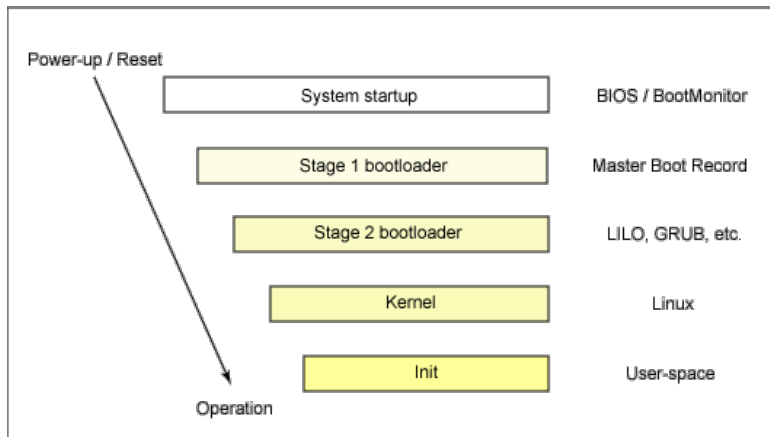 Power-up / Reset
System startup
BIOS / BootMonitor
Stage 1 bootloader
Master Boot Record
Stage 2 bootloader
LILO, GRUB, etc.
Kernel
Linux
Init
User-space
Operation